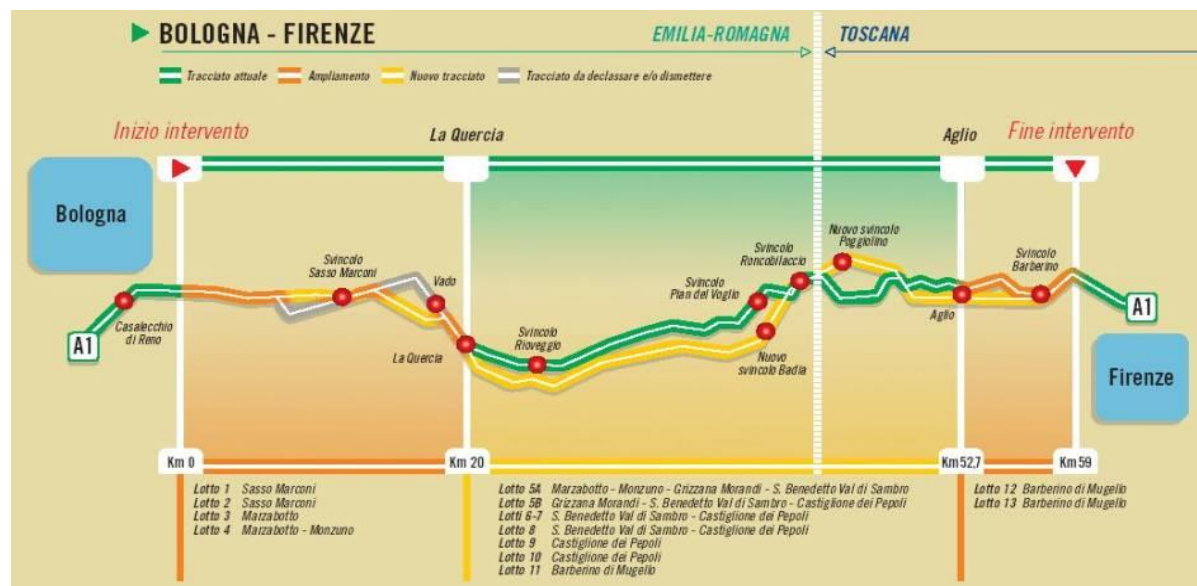 BOLOGNA - FIRENZE
EMILIA-ROMAGNA
TOSCANA
Tracciato attuale
Ampliamento
Nuovo tracciato
Tracciato da declassare e/o dismettere
Inizio intervento
La Quercia
Aglio
Fine intervento
Bologna
A1
Casalecchio
di Reno
Svincolo
Sasso Marconi
Vado
La Quercia
Svincolo
Rioveggio
Svincolo
Pian del Voglio
Nuovo
svincolo Badia
Svincolo
Roncobilaccio
Nuovo svincolo
Poggiolino
Aglio
Svincolo
Barberino
A1
Firenze
Km 0
Km 20
Km 52,7
Km 59
Lotto 1 Sasso Marconi
Lotto 2 Sasso Marconi
Lotto 3 Marzabotto
Lotto 4 Marzabotto - Monzuno
Lotto 5A Marzabotto - Monzuno - Grizzana Morandi - S. Benedetto Val di Sambro
Lotto 5B Grizzana Morandi - S. Benedetto Val di Sambro - Castiglione dei Pepoli
Lotti 6-7 S. Benedetto Val di Sambro - Castiglione dei Pepoli
Lotto 8 S. Benedetto Val di Sambro - Castiglione dei Pepoli
Lotto 9 Castiglione dei Pepoli
Lotto 10 Castiglione dei Pepoli
Lotto 11 Barberino di Mugello
Lotto 12 Barberino di Mugello
Lotto 13 Barberino di Mugello